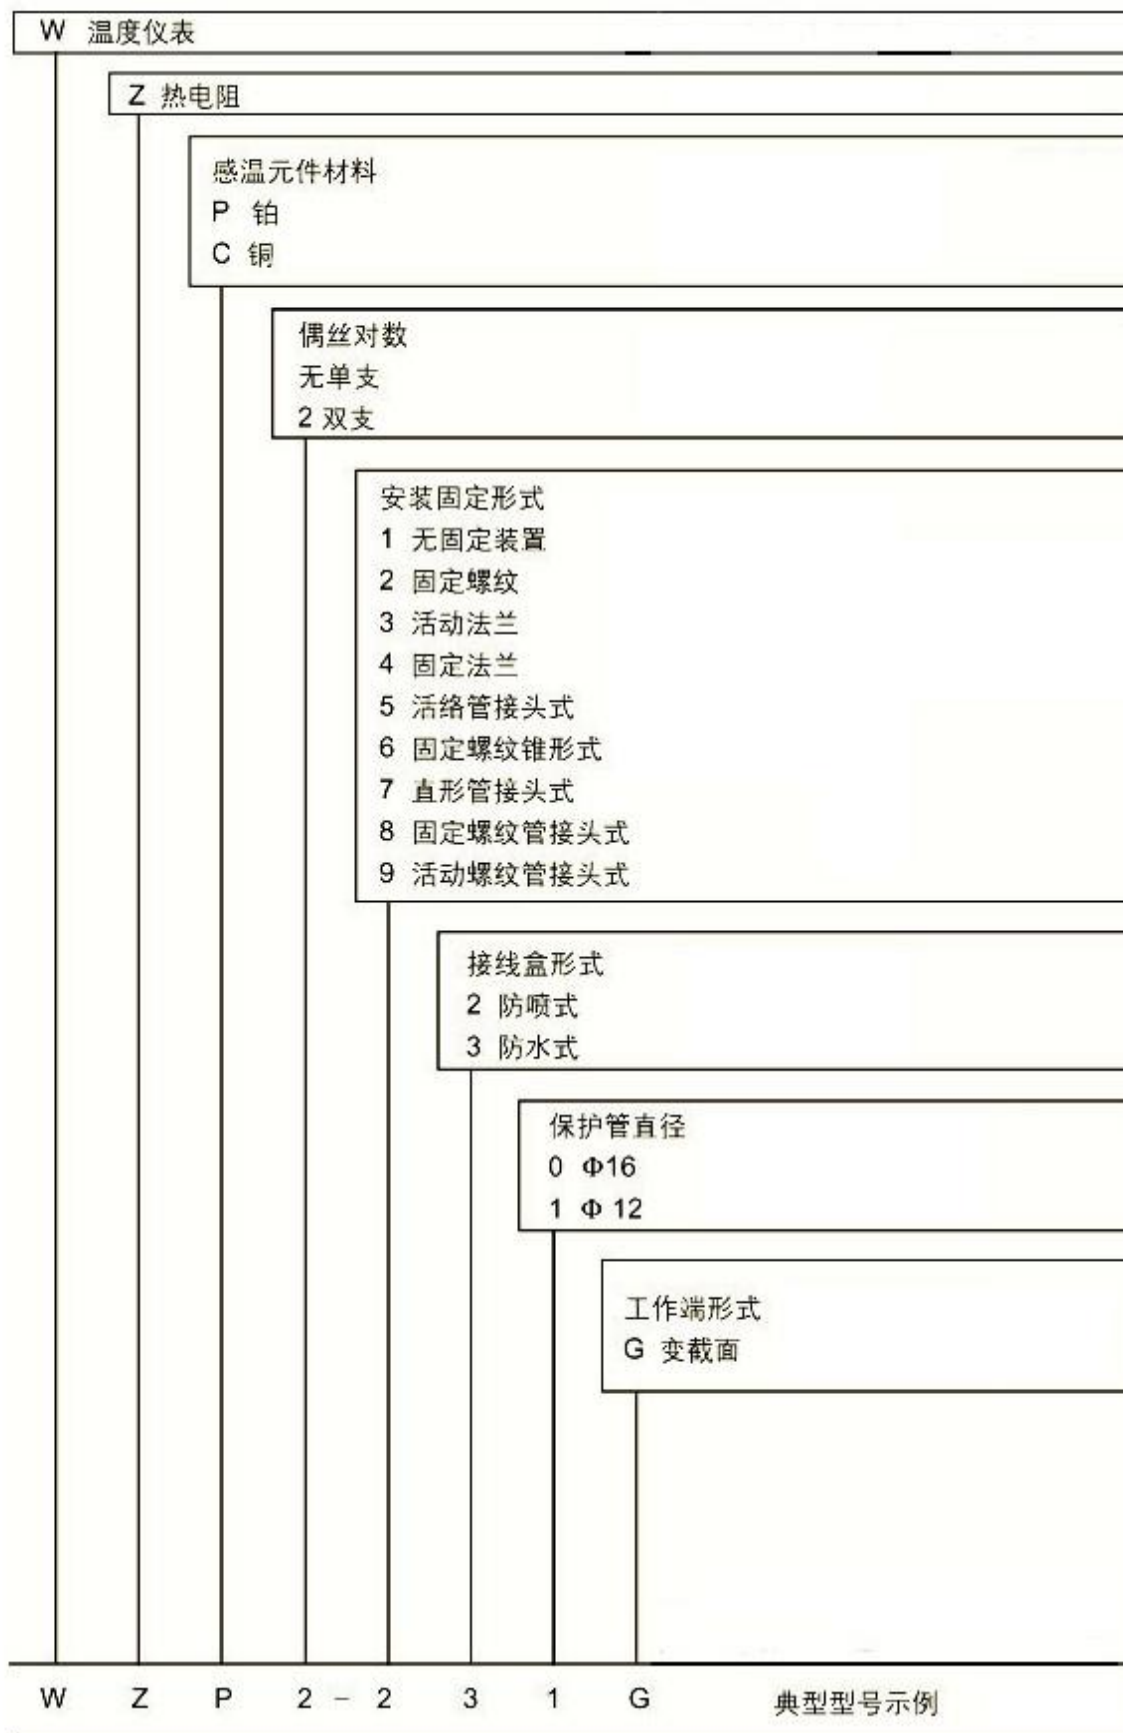 W 温度仪表
Z 热电阻
感温元件材料
P 铂
C 铜
偶丝对数
无单支
2 双支
安装固定形式
1 无固定装置
2 固定螺纹
3 活动法兰
4 固定法兰
5 活络管接头式
6 固定螺纹锥形式
7 直形管接头式
8 固定螺纹管接头式
9 活动螺纹管接头式
接线盒形式
2 防喷式
3 防水式
保护管直径
0 Φ16
1 Φ 12
工作端形式
G 变截面
W Z P 2 - 2 3 1 G 典型型号示例